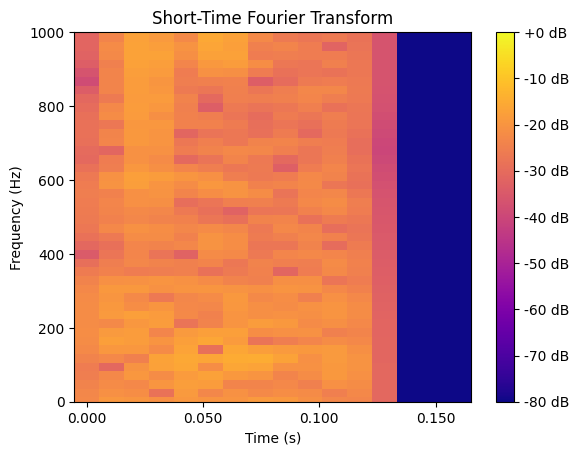 Short-Time Fourier Transform
1000
800
600
400
200
0
Frequency (Hz)
0.000
0.050
0.100
0.150
Time (s)
+0 dB
-10 dB
-20 dB
-30 dB
-40 dB
-50 dB
-60 dB
-70 dB
-80 dB